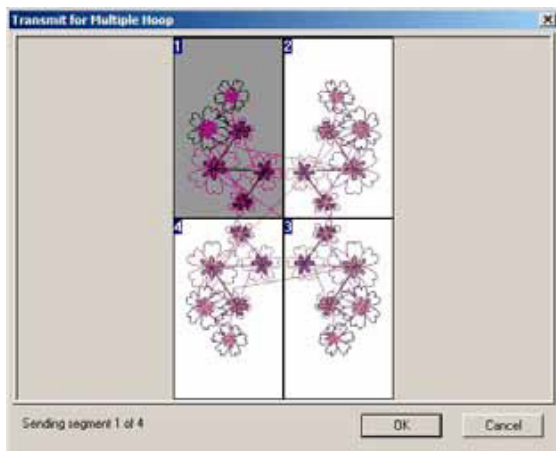 Transmit for Multiple Hoop
1 2
4 3
Sending segment 1 of 4 OK Cancel